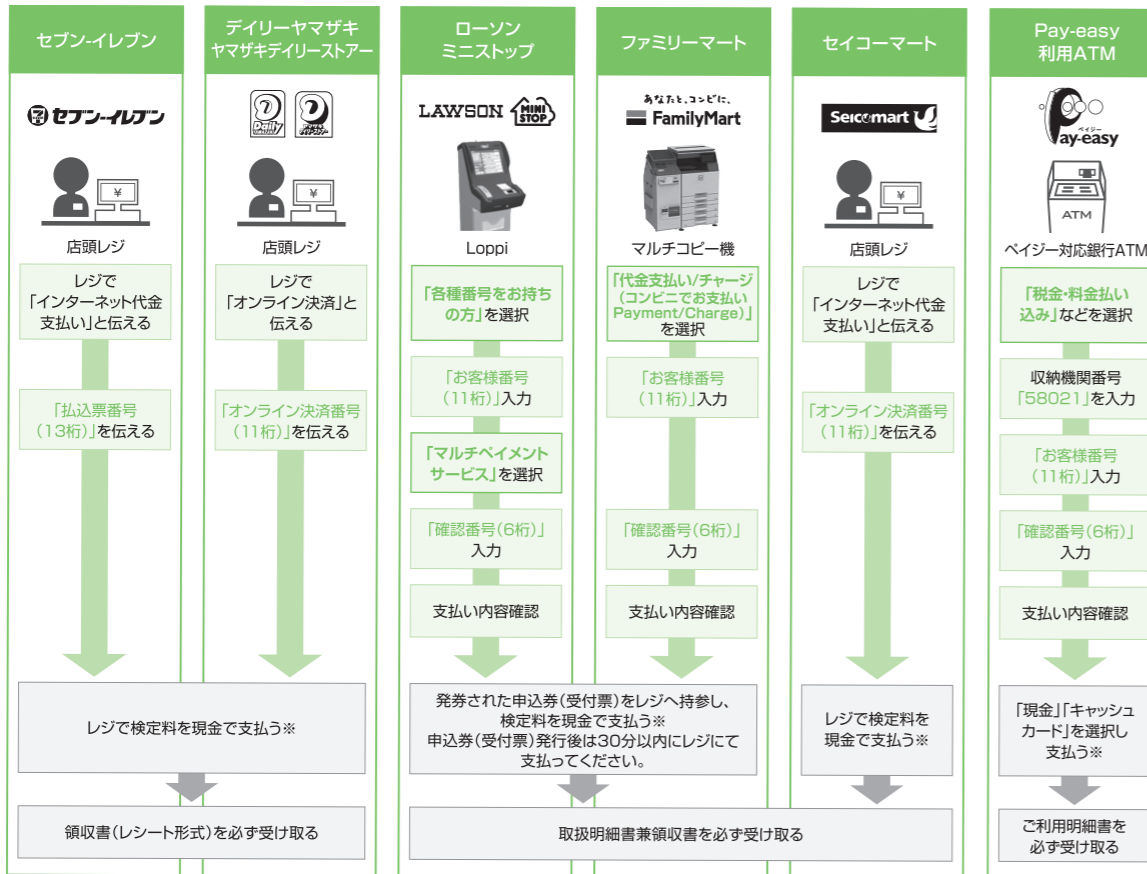 セブン-イレブン
セブン-イレブン
¥
店頭レジ
レジで
「インターネット代金
支払い」と伝える
「払込票番号
(13桁)」を伝える
デイリーヤマザキ
ヤマザキデイリーストアー
Daily
¥
店頭レジ
レジで
「オンライン決済」と
伝える
「オンライン決済番号
(11桁)」を伝える
レジで検定料を現金で支払う※
領収書(レシート形式)を必ず受け取る
ローソン
ミニストップ
LAWSON
MINI
STOP
Loppi
「各種番号をお持ち
の方」を選択
「お客様番号
(11桁)」入力
「マルチペイメント
サービス」を選択
「確認番号(6桁)」
入力
支払い内容確認
ファミリーマート
あなたと、コンビに、
FamilyMart
マルチコピー機
「代金支払い/チャージ
(コンビニでお支払い
Payment/Charge)」
を選択
「お客様番号
(11桁)」入力
「確認番号(6桁)」
入力
支払い内容確認
発券された申込券(受付票)をレジへ持参し、
検定料を現金で支払う※
申込券(受付票)発行後は30分以内にレジにて
支払ってください。
セイコーマート
Seicomart
¥
店頭レジ
レジで
「インターネット代金
支払い」と伝える
「オンライン決済番号
(11桁)」を伝える
レジで検定料を
現金で支払う※
取扱明細書兼領収書を必ず受け取る
Pay-easy
利用ATM
ペイジー
Pay-easy
ATM
ペイジー対応銀行ATM
「税金・料金払い
込み」などを選択
収納機関番号
「58021」を入力
「お客様番号
(11桁)」入力
「確認番号(6桁)」
入力
支払い内容確認
「現金」「キャッシュ
カード」を選択し
支払う※
ご利用明細書を
必ず受け取る